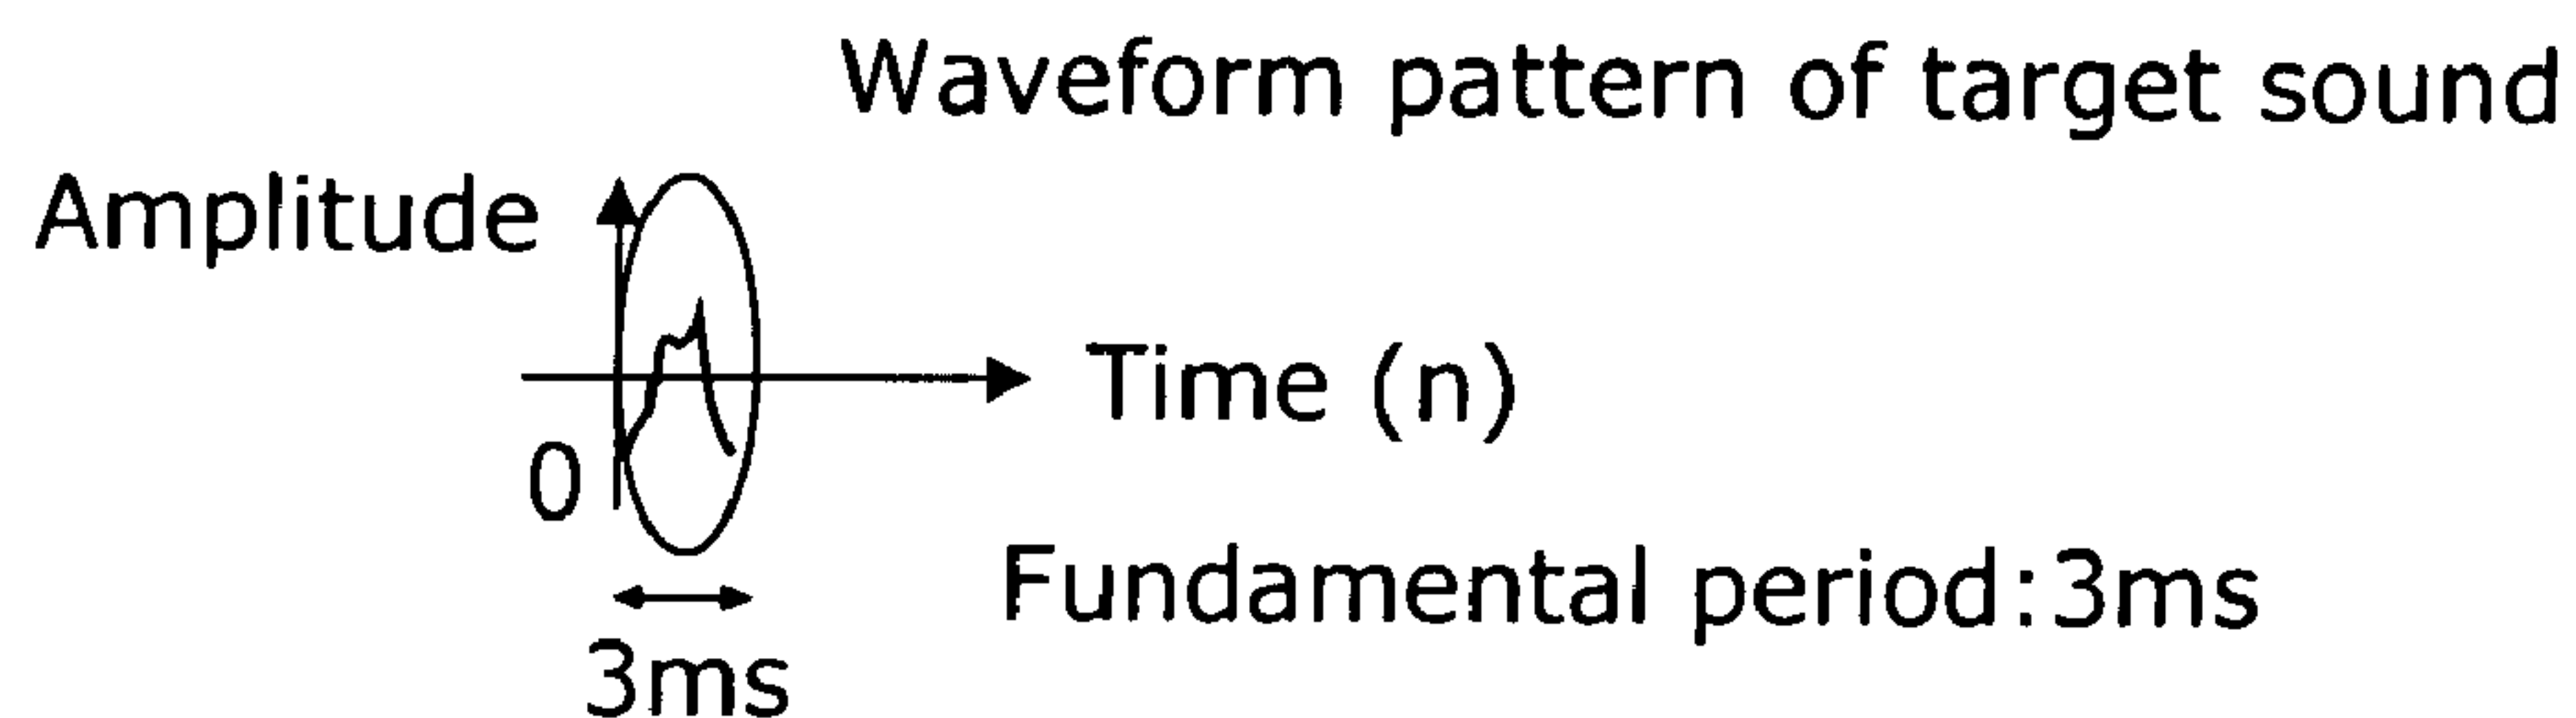 Waveform pattern of target sound
Amplitude
Time (n)
0
Fundamental period:3ms
3ms